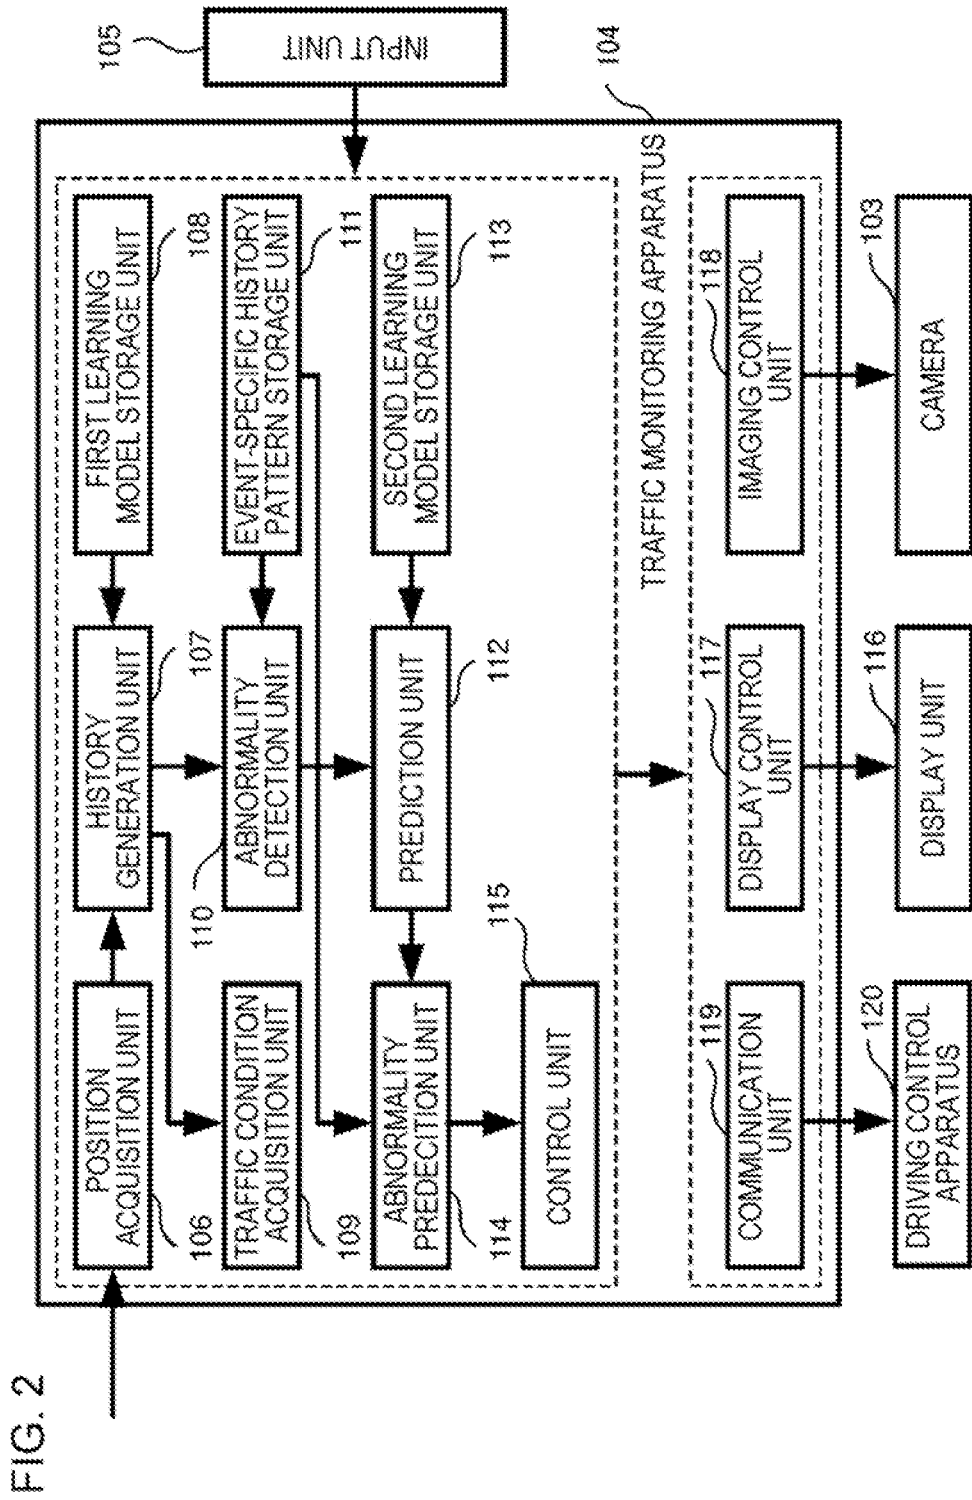 FIG. 2
105
INPUT UNIT
104
TRAFFIC MONITORING APPARATUS
POSITION
ACQUISITION UNIT
106
HISTORY
GENERATION UNIT
107
FIRST LEARNING
MODEL STORAGE UNIT
108
TRAFFIC CONDITION
ACQUISITION UNIT
109
110
ABNORMALITY
DETECTION UNIT
EVENT-SPECIFIC HISTORY
PATTERN STORAGE UNIT
111
ABNORMALITY
PREDECITION UNIT
114
PREDICTION UNIT
112
SECOND LEARNING
MODEL STORAGE UNIT
113
CONTROL UNIT
115
119
COMMUNICATION
UNIT
117
DISPLAY CONTROL
UNIT
118
IMAGING CONTROL
UNIT
120
DRIVING CONTROL
APPARATUS
116
DISPLAY UNIT
103
CAMERA